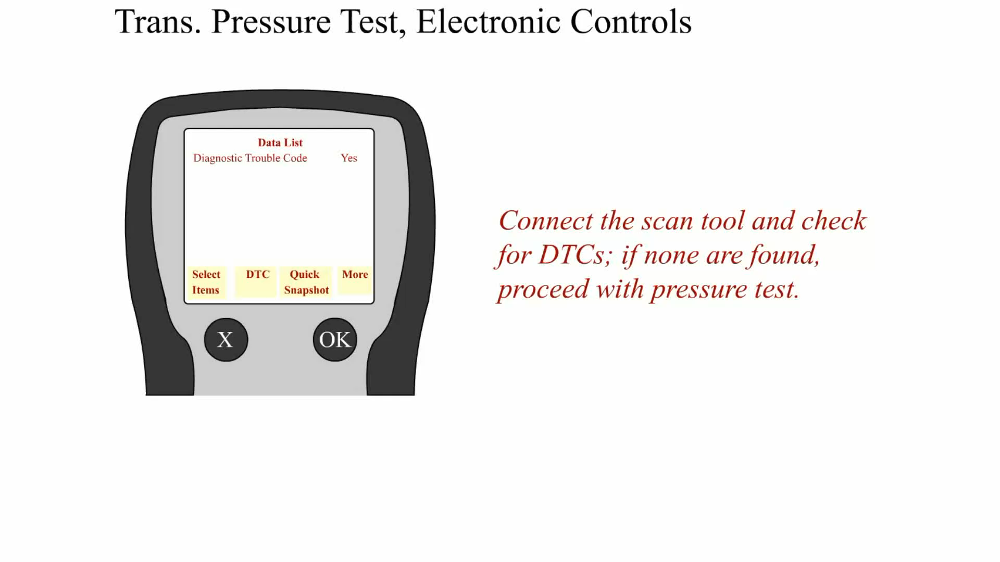 Trans. Pressure Test, Electronic Controls
Data List
Diagnostic Trouble Code Yes
Select Items
DTC
Quick Snapshot
More
X
OK
Connect the scan tool and check
for DTCs; if none are found,
proceed with pressure test.